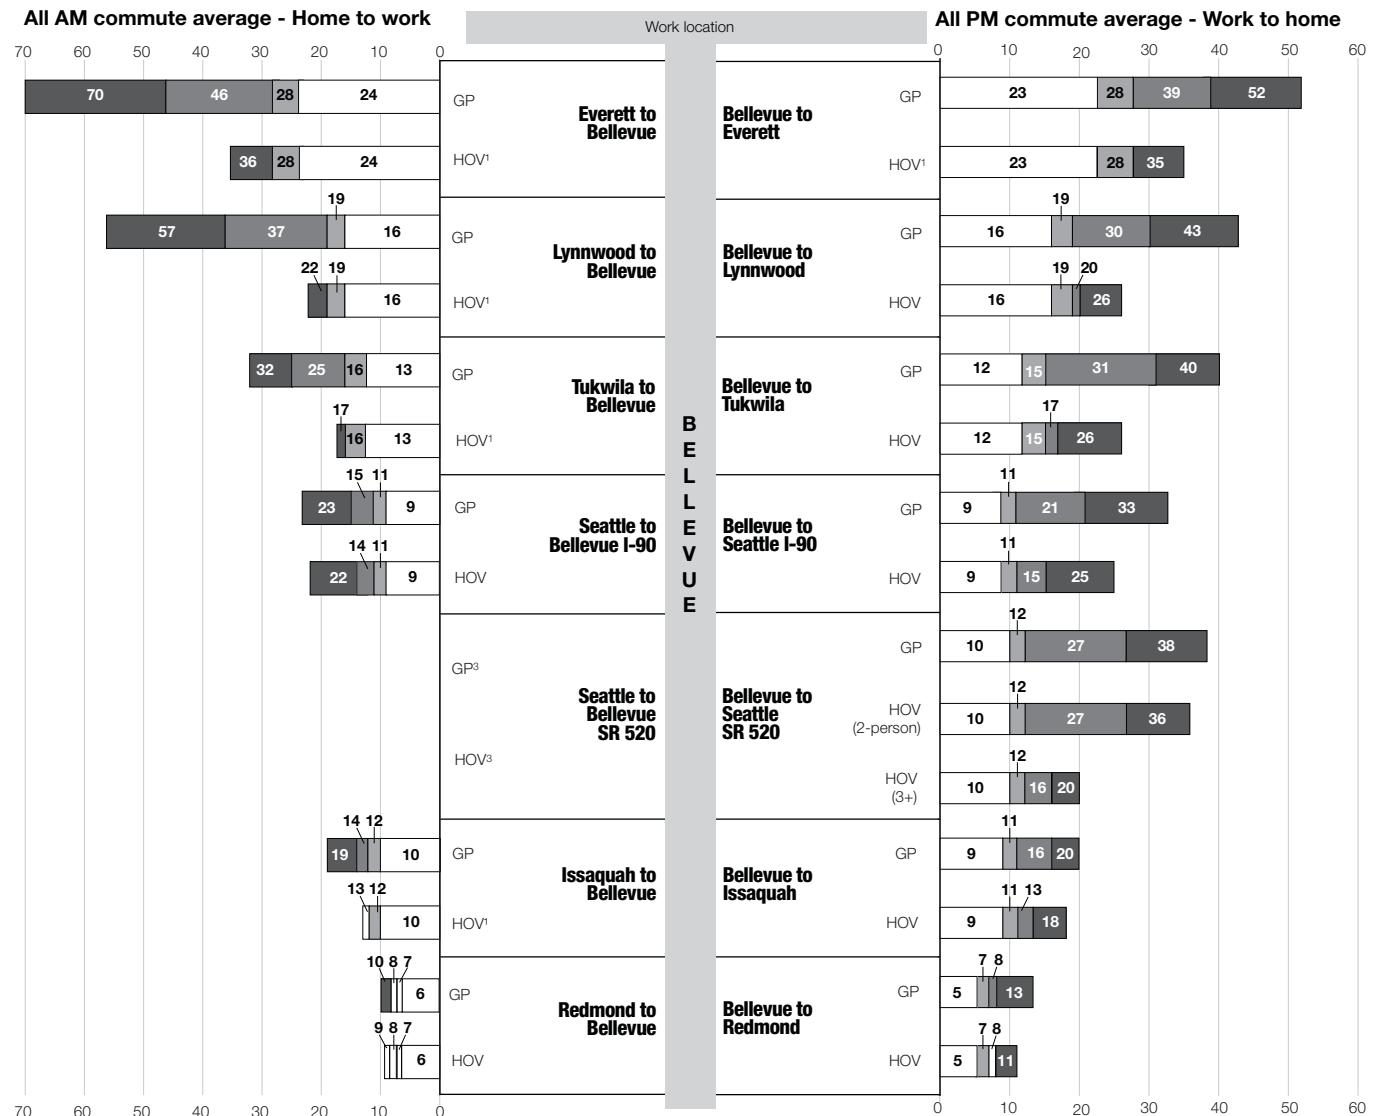 All AM commute average - Home to work
Work location
All PM commute average - Work to home
70 60 50 40 30 20 10 0
0 10 20 30 40 50 60
70 46 28 24
GP
Everett to
Bellevue
36 28 24
HOV¹
Bellevue to
Everett
GP
23 28 39 52
HOV¹
23 28 35
19
57 37 16
GP
Lynnwood to
Bellevue
22 19
16
HOV¹
Bellevue to
Lynnwood
19
GP
16 30 43
19 20
HOV
16 26
32 25 16 13
GP
Tukwila to
Bellevue
17
16 13
HOV¹
Bellevue to
Tukwila
GP
12 15 31 40
17
HOV
12 15 26
15 11
23 9
GP
Seattle to
Bellevue I-90
14 11
22 9
HOV
Bellevue to
Seattle I-90
11
GP
9 21 33
11
HOV
9 15 25
GP³
Seattle to
Bellevue
SR 520
HOV³
Bellevue to
Seattle
SR 520
12
GP
10 27 38
12
HOV
(2-person)
10 27 36
12
HOV
(3+)
10 16 20
14 12
19 10
GP
Issaquah to
Bellevue
13 12
10
HOV¹
Bellevue to
Issaquah
11
GP
9 16 20
11 13
HOV
9 18
10 8 7
6
GP
Redmond to
Bellevue
9 8 7
6
HOV
Bellevue to
Redmond
7 8
GP
5 13
7 8
HOV
5 11
B
E
L
L
E
V
U
E
70 60 50 40 30 20 10 0
0 10 20 30 40 50 60